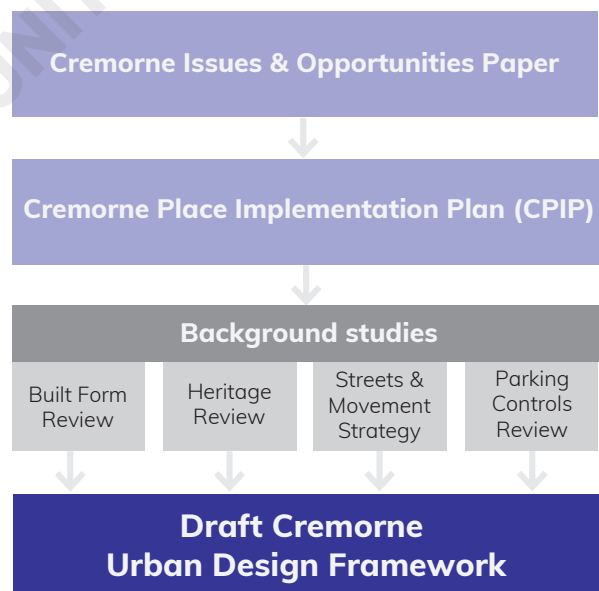 Cremorne Issues & Opportunities Paper
Cremorne Place Implementation Plan (CPIP)
Background studies
Built Form
Review
Heritage
Review
Streets &
Movement
Strategy
Parking
Controls
Review
Draft Cremorne
Urban Design Framework